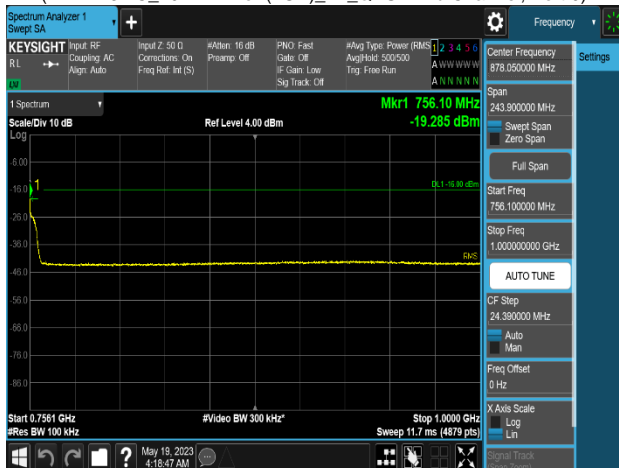 Spectrum Analyzer 1
Swept SA
+
Frequency
KEYSIGHT
RL
LXI
Input: RF
Coupling: AC
Align: Auto
Input Z: 50 Ω
Corrections: On
Freq Ref: Int (S)
#Atten: 16 dB
Preamp: Off
PNO: Fast
Gate: Off
IF Gain: Low
Sig Track: Off
#Avg Type: Power (RMS
Avg|Hold: 500/500
Trig: Free Run
1 2 3 4 5 6
A W W W W W
A N N N N N
1 Spectrum
Scale/Div 10 dB
Log
Ref Level 4.00 dBm
Mkr1 756.10 MHz
-19.285 dBm
-6.00
-16.0
-26.0
-36.0
-46.0
-56.0
-66.0
-76.0
-86.0
1
DL1 -16.00 dBm
RMS
Start 0.7561 GHz
#Res BW 100 kHz
#Video BW 300 kHz*
Stop 1.0000 GHz
Sweep 11.7 ms (4879 pts)
?
May 19, 2023
4:18:47 AM
Center Frequency
878.050000 MHz
Settings
Span
243.900000 MHz
Swept Span
Zero Span
Full Span
Start Freq
756.100000 MHz
Stop Freq
1.000000000 GHz
AUTO TUNE
CF Step
24.390000 MHz
Auto
Man
Freq Offset
0 Hz
X Axis Scale
Log
Lin
Signal Track